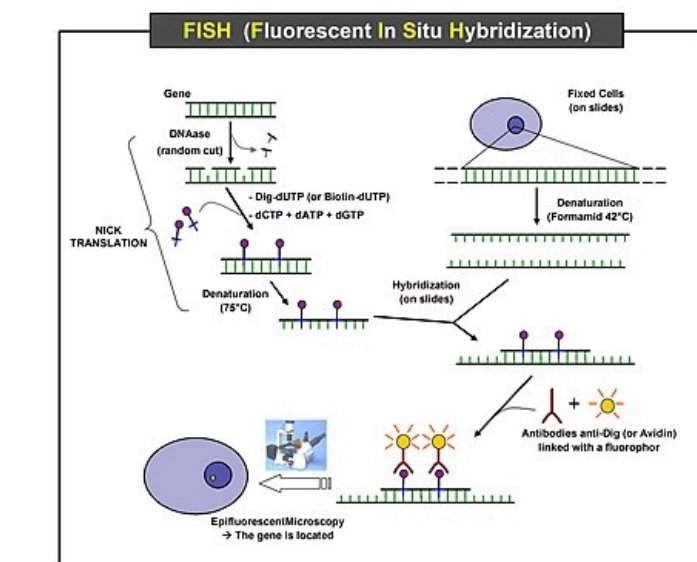 FISH (Fluorescent In Situ Hybridization)
Gene
DNAase
(random cut)
- Dig-dUTP (or Biotin-dUTP)
- dCTP + dATP + dGTP
NICK
TRANSLATION
Denaturation
(75°C)
Fixed Cells
(on slides)
Denaturation
(Formamid 42°C)
Hybridization
(on slides)
+
Antibodies anti-Dig (or Avidin)
linked with a fluorophor
EpifluorescentMicroscopy
→ The gene is located